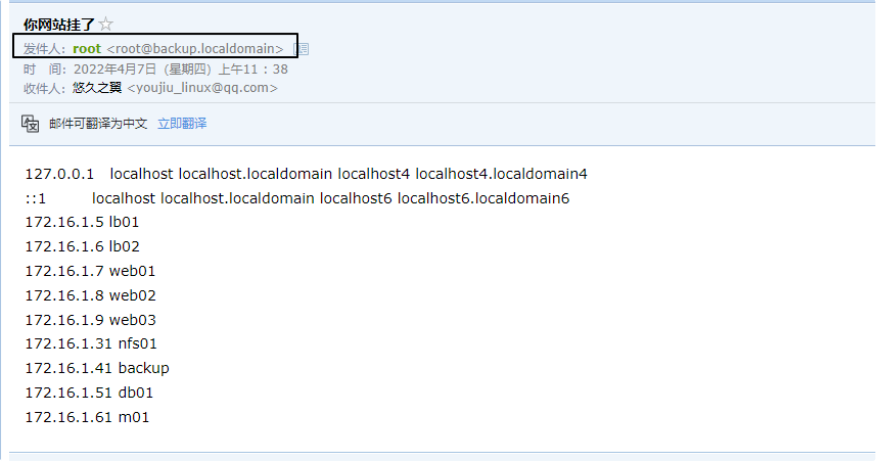 你网站挂了
发件人：root <root@backup.localdomain>
时　间：2022年4月7日（星期四）上午11：38
收件人：悠久之翼 <youjiu_linux@qq.com>
邮件可翻译为中文 立即翻译
127.0.0.1 localhost localhost.localdomain localhost4 localhost4.localdomain4
::1 localhost localhost.localdomain localhost6 localhost6.localdomain6
172.16.1.5 lb01
172.16.1.6 lb02
172.16.1.7 web01
172.16.1.8 web02
172.16.1.9 web03
172.16.1.31 nfs01
172.16.1.41 backup
172.16.1.51 db01
172.16.1.61 m01